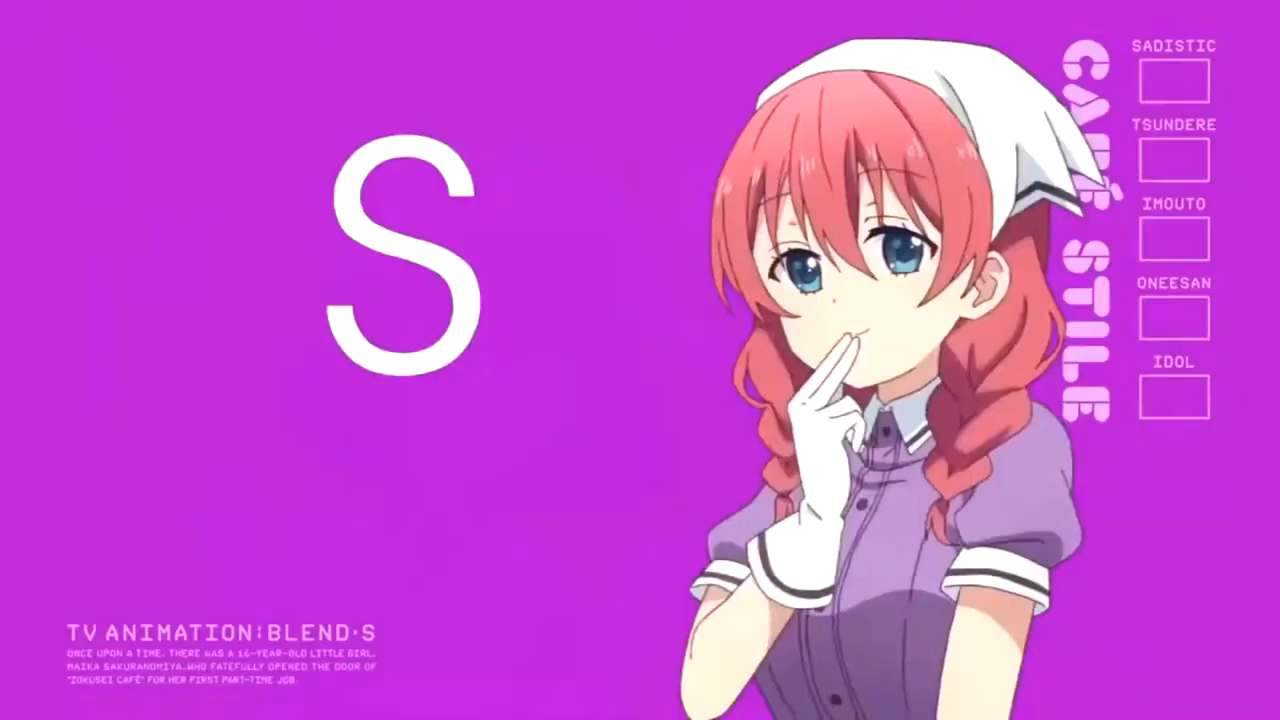 S
CAFÉ STILE
SADISTIC
TSUNDERE
IMOUTO
ONEESAN
IDOL
TV ANIMATION:BLEND·S
ONCE UPON A TIME. THERE WAS A 16-YEAR-OLD LITTLE GIRL.
MAIKA SAKURANOMIYA.WHO FATEFULLY OPENED THE DOOR OF
"ZOKUSEI CAFÉ" FOR HER FIRST PART-TIME JOB.